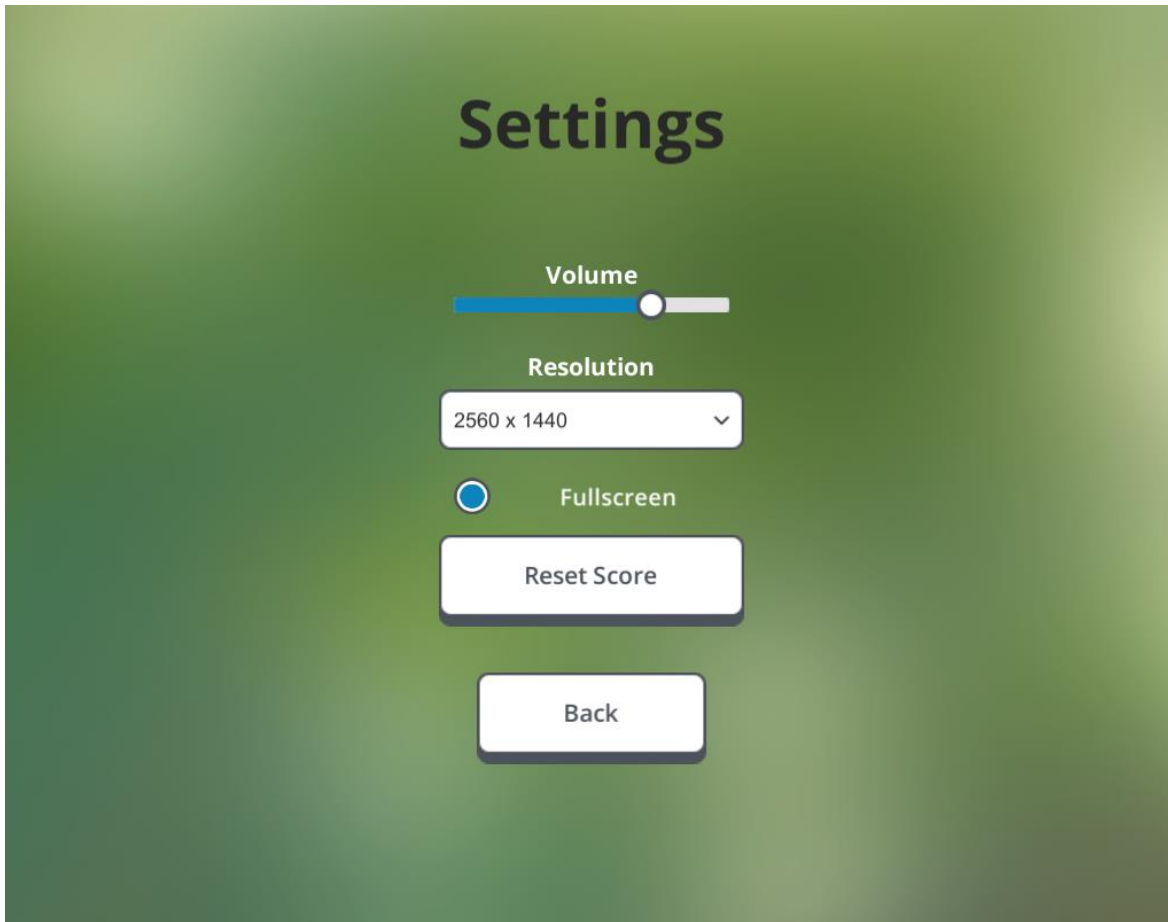 Settings
Volume
Resolution
2560 x 1440
Fullscreen
Reset Score
Back